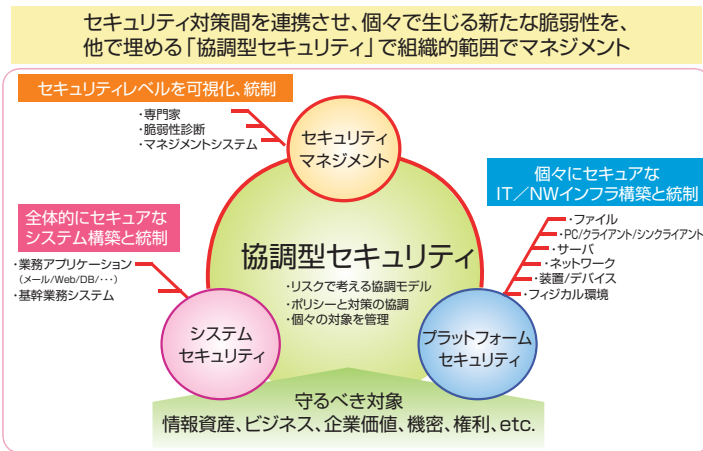 セキュリティ対策間を連携させ、個々で生じる新たな脆弱性を、
他で埋める「協調型セキュリティ」で組織的範囲でマネジメント
セキュリティレベルを可視化、統制
・専門家
・脆弱性診断
・マネジメントシステム
セキュリティ
マネジメント
個々にセキュアな
IT／NWインフラ構築と統制
・ファイル
・PC/クライアント/シンクライアント
・サーバ
・ネットワーク
・装置/デバイス
・フィジカル環境
全体的にセキュアな
システム構築と統制
・業務アプリケーション
（メール/Web/DB/･･･）
・基幹業務システム
協調型セキュリティ
・リスクで考える協調モデル
・ポリシーと対策の協調
・個々の対象を管理
システム
セキュリティ
プラットフォーム
セキュリティ
守るべき対象
情報資産、ビジネス、企業価値、機密、権利、etc.